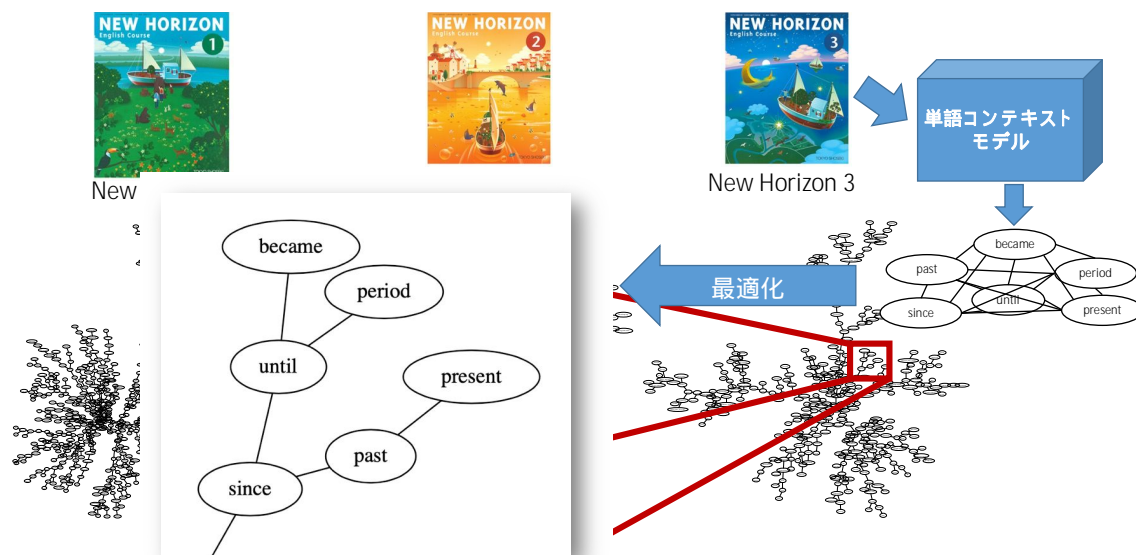 NEW HORIZON
English Course
1
NEW HORIZON
English Course
2
NEW HORIZON
English Course
3
単語コンテキスト
モデル
New
New Horizon 3
became
past
period
until
since
present
最適化
became
period
until
present
past
since